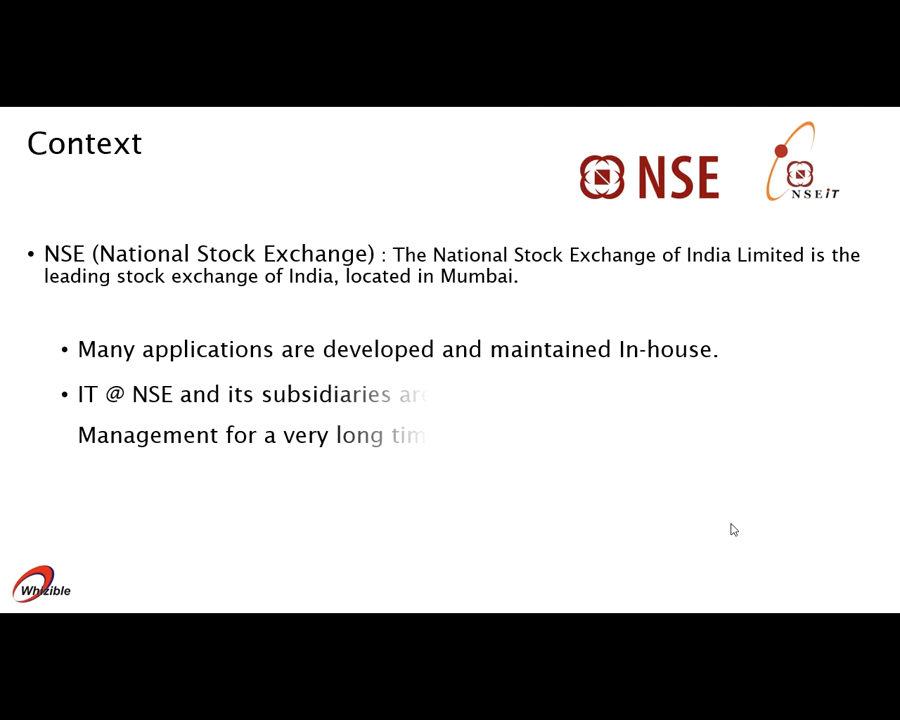 Context
NSE
NSEiT
• NSE (National Stock Exchange) : The National Stock Exchange of India Limited is the
leading stock exchange of India, located in Mumbai.
• Many applications are developed and maintained In-house.
• IT @ NSE and its subsidiaries are
Management for a very long tim
Whizible